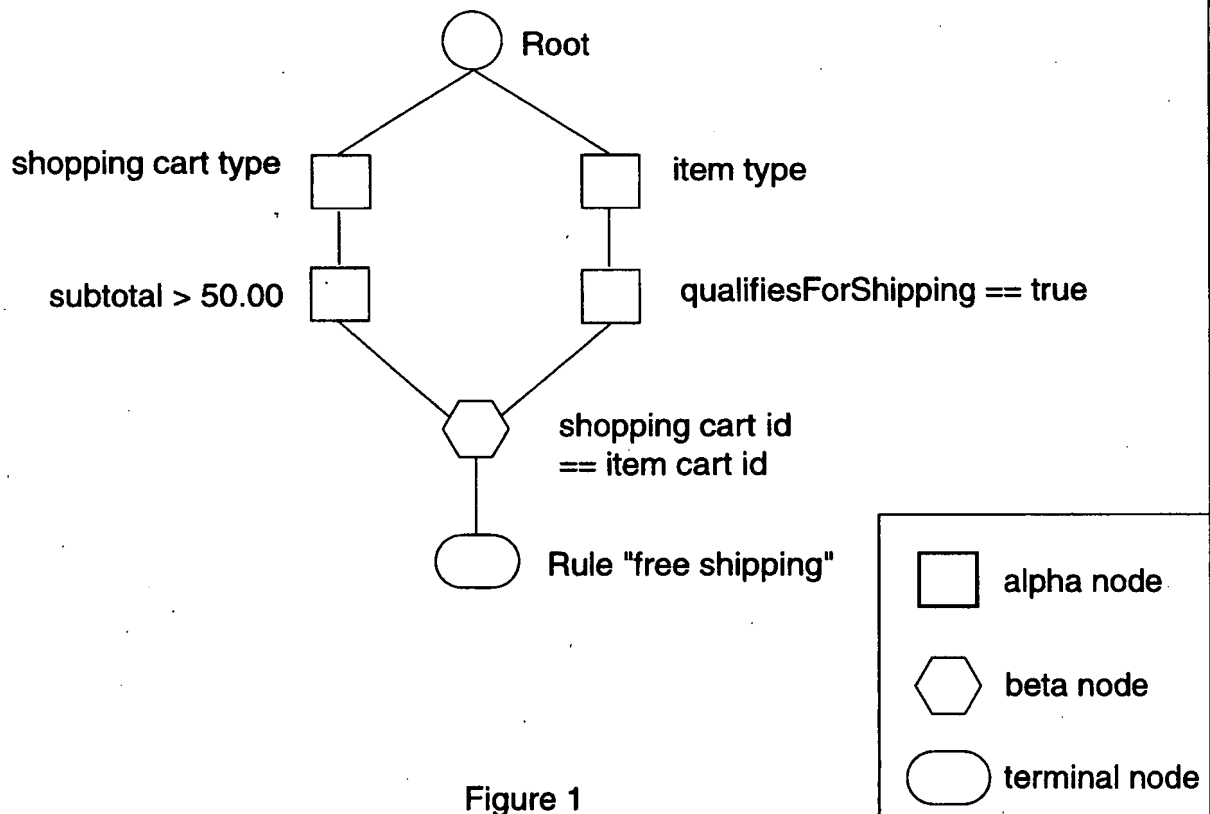 Root
shopping cart type
item type
subtotal > 50.00
qualifiesForShipping == true
shopping cart id
== item cart id
Rule "free shipping"
alpha node
beta node
terminal node
Figure 1